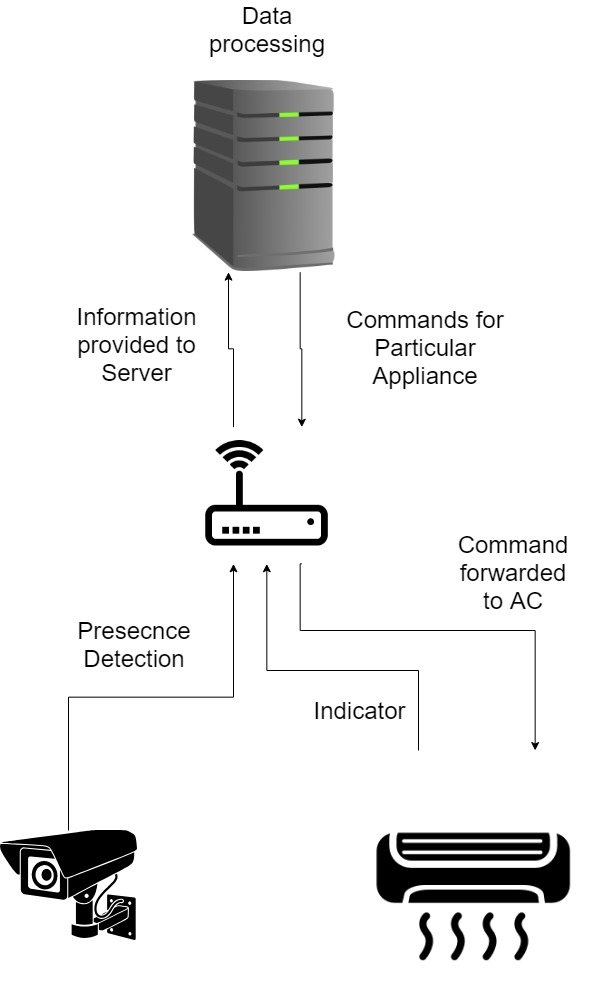 Data
processing
Information
provided to
Server
Commands for
Particular
Appliance
Command
forwarded
to AC
Presecnce
Detection
Indicator